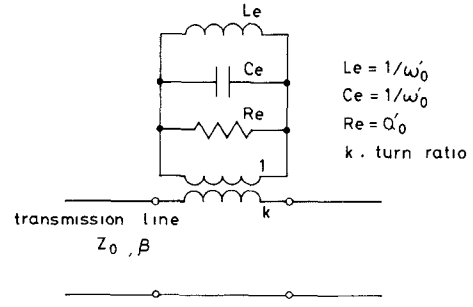 Le
Ce
Re
1
k
Le = 1/ω'₀
Ce = 1/ω'₀
Re = Q'₀
k . turn ratio
transmission line
Z₀ , β